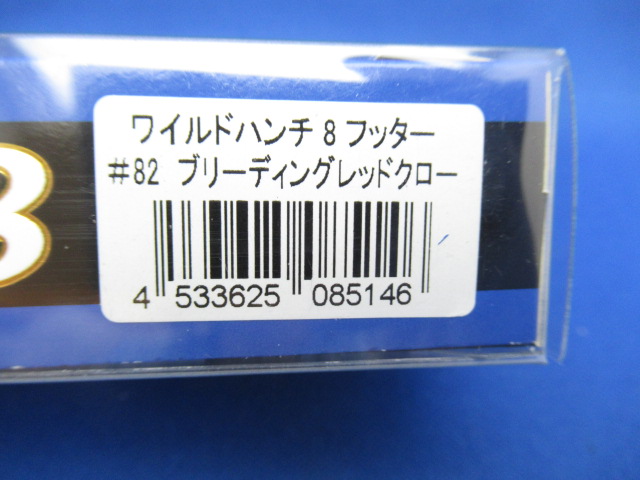 ワイルドハンチ 8 フッター
#82 ブリーディングレッドクロー
4 533625 085146
8